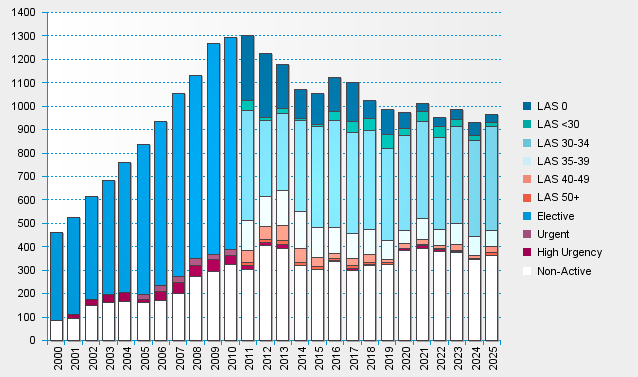 1400
1300
1200
1100
1000
900
800
700
600
500
400
300
200
100
0
2000 2001 2002 2003 2004 2005 2006 2007 2008 2009 2010 2011 2012 2013 2014 2015 2016 2017 2018 2019 2020 2021 2022 2023 2024 2025
LAS 0
LAS <30
LAS 30-34
LAS 35-39
LAS 40-49
LAS 50+
Elective
Urgent
High Urgency
Non-Active